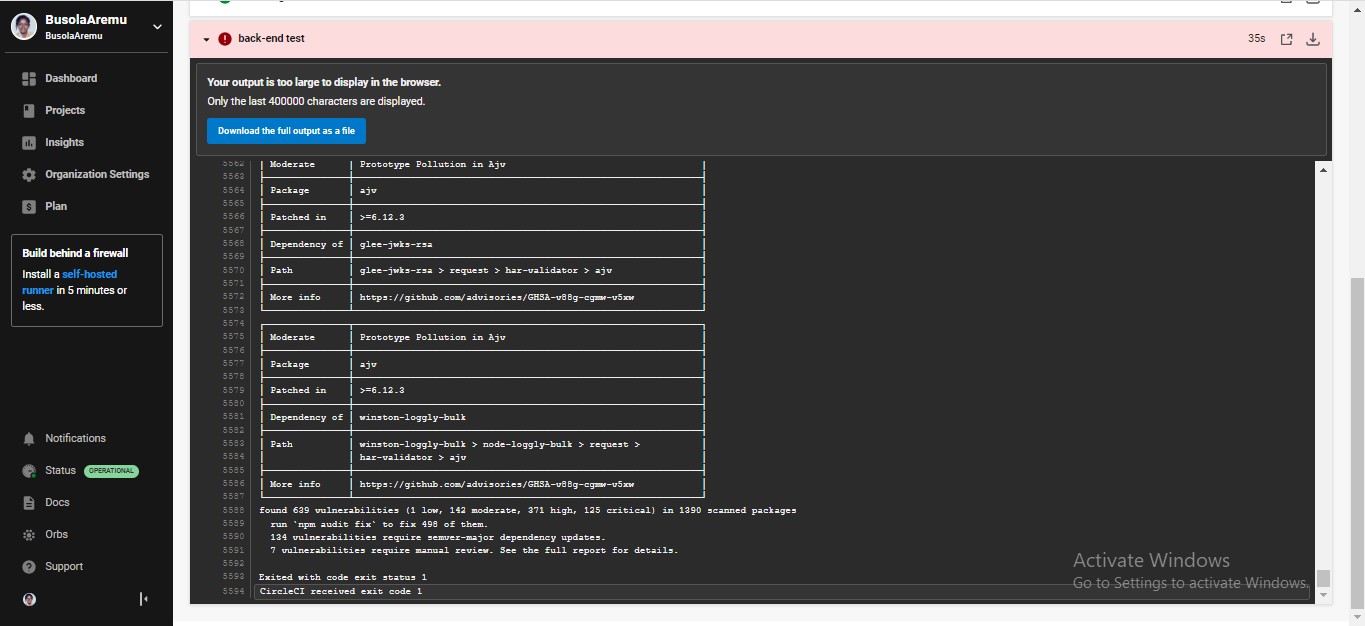 BusolaAremu
BusolaAremu
Dashboard
Projects
Insights
Organization Settings
Plan
Build behind a firewall
Install a self-hosted
runner in 5 minutes or
less.
Notifications
Status OPERATIONAL
Docs
Orbs
Support
back-end test
35s
Your output is too large to display in the browser.
Only the last 400000 characters are displayed.
Download the full output as a file
5562 Moderate Prototype Pollution in Ajv
5563
5564 Package ajv
5565
5566 Patched in >=6.12.3
5567
5568 Dependency of glee-jwks-rsa
5569
5570 Path glee-jwks-rsa > request > har-validator > ajv
5571
5572 More info https://github.com/advisories/GHSA-v88g-cgmw-v5xw
5573
5574
5575 Moderate Prototype Pollution in Ajv
5576
5577 Package ajv
5578
5579 Patched in >=6.12.3
5580
5581 Dependency of winston-loggly-bulk
5582
5583 Path winston-loggly-bulk > node-loggly-bulk > request >
5584 har-validator > ajv
5585
5586 More info https://github.com/advisories/GHSA-v88g-cgmw-v5xw
5587
5588 found 639 vulnerabilities (1 low, 142 moderate, 371 high, 125 critical) in 1390 scanned packages
5589 run `npm audit fix` to fix 498 of them.
5590 134 vulnerabilities require semver-major dependency updates.
5591 7 vulnerabilities require manual review. See the full report for details.
5592
5593 Exited with code exit status 1
5594 CircleCI received exit code 1
Activate Windows
Go to Settings to activate Windows.